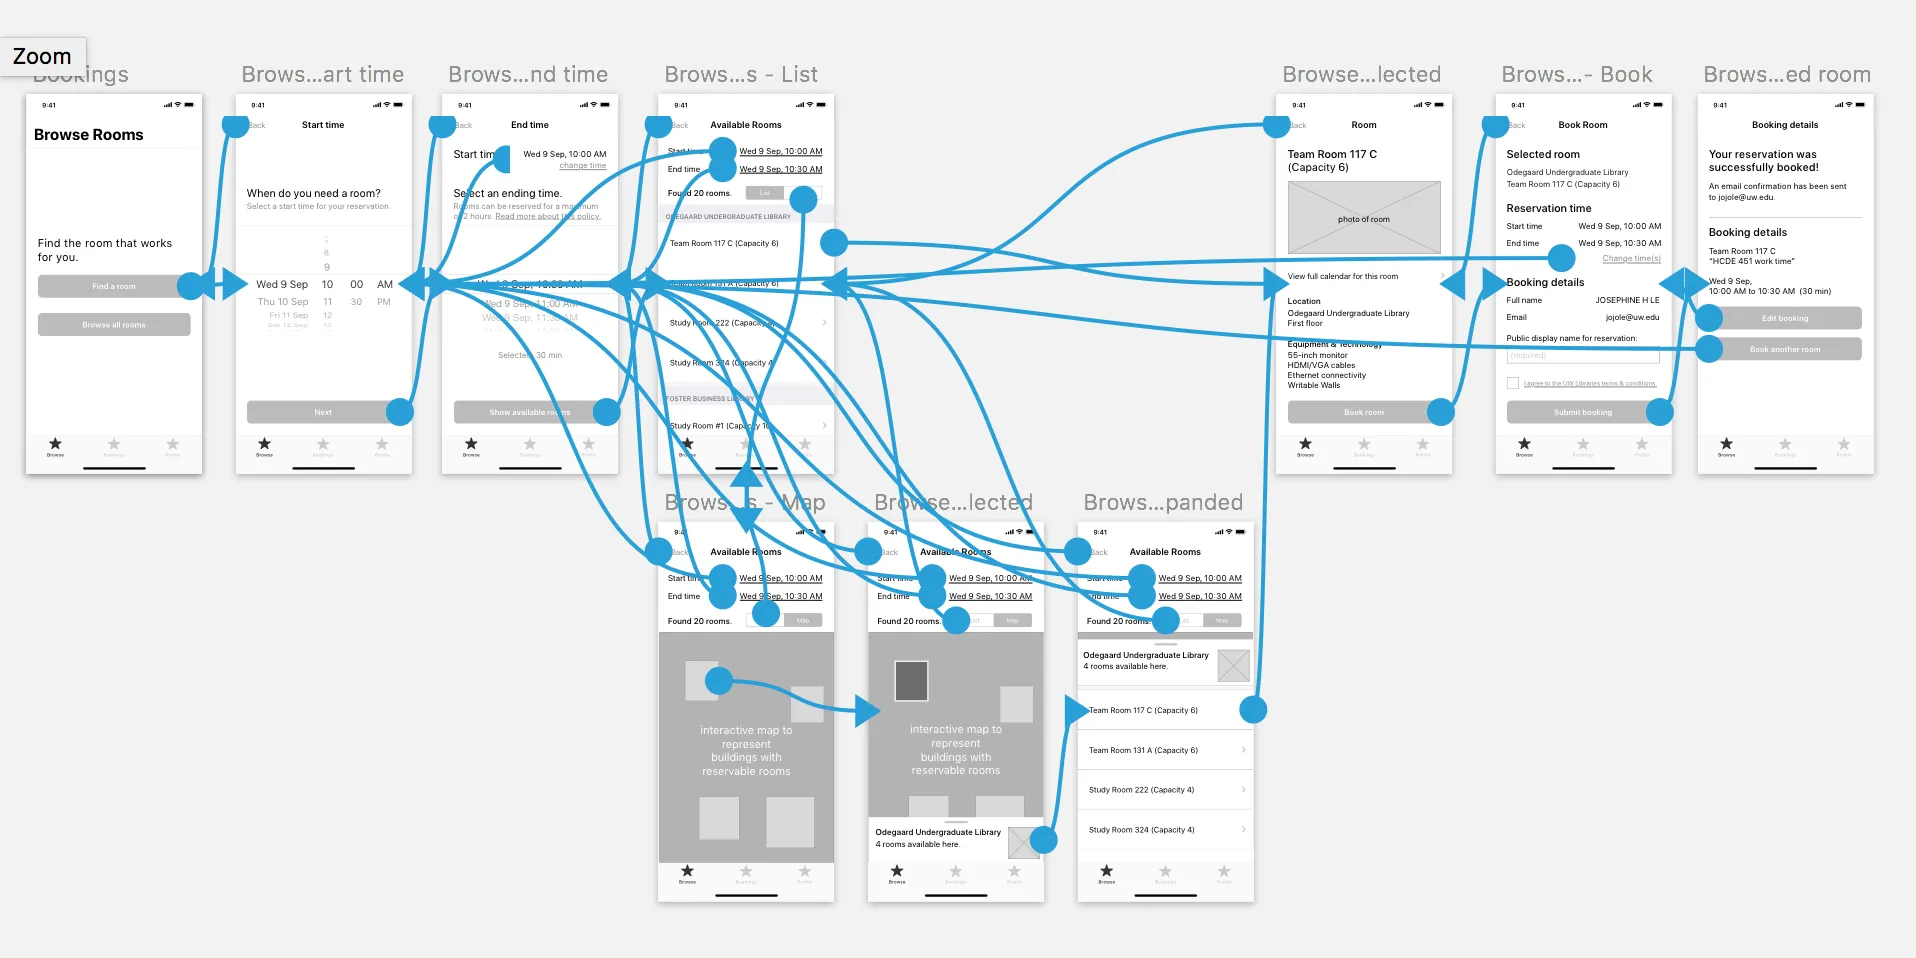 Zoom
Bookings
Brows...art time
Brows...nd time
Brows...s - List
Browse...lected
Brows...- Book
Brows...ed room
9:41
Browse Rooms
Find the room that works
for you.
Find a room
Browse all rooms
Browse
Bookings
Profile
9:41
Back
Start time
When do you need a room?
Select a start time for your reservation.
7
8
9
Wed 9 Sep 10 00 AM
Thu 10 Sep 11 30 PM
Fri 11 Sep 12
Sat 12 Sep 13
Next
Browse
Bookings
Profile
9:41
Back
End time
Start time
Wed 9 Sep, 10:00 AM
change time
Select an ending time.
Rooms can be reserved for a maximum
of 2 hours. Read more about this policy.
Wed 9 Sep, 10:30 AM
Wed 9 Sep, 11:00 AM
Wed 9 Sep, 11:30 AM
Selected: 30 min
Show available rooms
Browse
Bookings
Profile
9:41
Back
Available Rooms
Start time
Wed 9 Sep, 10:00 AM
End time
Wed 9 Sep, 10:30 AM
Found 20 rooms.
List
ODEGAARD UNDERGRADUATE LIBRARY
Team Room 117 C (Capacity 6)
Team Room 131 A (Capacity 6)
Study Room 222 (Capacity 4)
Study Room 324 (Capacity 4)
FOSTER BUSINESS LIBRARY
Study Room #1 (Capacity 10)
Browse
Profile
9:41
Back
Room
Team Room 117 C
(Capacity 6)
photo of room
View full calendar for this room
Location
Odegaard Undergraduate Library
First floor
Equipment & Technology
55-inch monitor
HDMI/VGA cables
Ethernet connectivity
Writable Walls
Book room
Browse
Bookings
Profile
9:41
Back
Book Room
Selected room
Odegaard Undergraduate Library
Team Room 117 C (Capacity 6)
Reservation time
Start time
Wed 9 Sep, 10:00 AM
End time
Wed 9 Sep, 10:30 AM
Change time(s)
Booking details
Full name
JOSEPHINE H LE
Email
jojole@uw.edu
Public display name for reservation:
(required)
I agree to the UW Libraries terms & conditions.
Submit booking
Browse
Bookings
Profile
9:41
Booking details
Your reservation was
successfully booked!
An email confirmation has been sent
to jojole@uw.edu.
Booking details
Team Room 117 C
"HCDE 451 work time"
Wed 9 Sep,
10:00 AM to 10:30 AM (30 min)
Edit booking
Book another room
Browse
Bookings
Profile
Brows...s - Map
Browse...lected
Brows...panded
9:41
Back
Available Rooms
Start time
Wed 9 Sep, 10:00 AM
End time
Wed 9 Sep, 10:30 AM
Found 20 rooms.
Map
interactive map to
represent
buildings with
reservable rooms
Browse
Bookings
Profile
9:41
Back
Available Rooms
Start time
Wed 9 Sep, 10:00 AM
End time
Wed 9 Sep, 10:30 AM
Found 20 rooms.
List
Map
interactive map to
represent
buildings with
reservable rooms
Odegaard Undergraduate Library
4 rooms available here.
Browse
Bookings
Profile
9:41
Back
Available Rooms
Start time
Wed 9 Sep, 10:00 AM
End time
Wed 9 Sep, 10:30 AM
Found 20 rooms.
Map
Odegaard Undergraduate Library
4 rooms available here.
Team Room 117 C (Capacity 6)
Team Room 131 A (Capacity 6)
Study Room 222 (Capacity 4)
Study Room 324 (Capacity 4)
Browse
Bookings
Profile